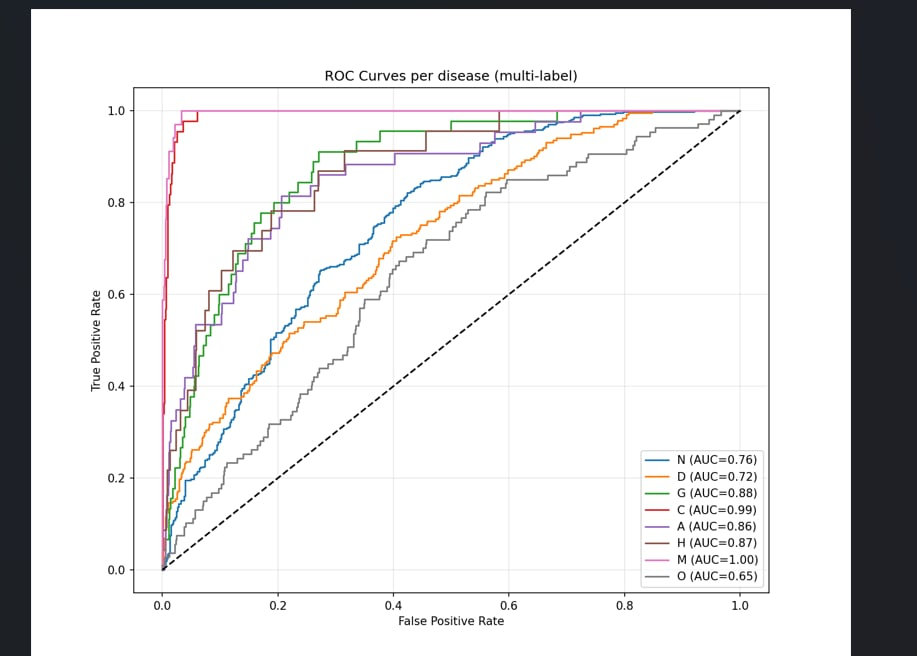 ROC Curves per disease (multi-label)
1.0
0.8
0.6
0.4
0.2
0.0
True Positive Rate
N (AUC=0.76)
D (AUC=0.72)
G (AUC=0.88)
C (AUC=0.99)
A (AUC=0.86)
H (AUC=0.87)
M (AUC=1.00)
O (AUC=0.65)
0.0 0.2 0.4 0.6 0.8 1.0
False Positive Rate